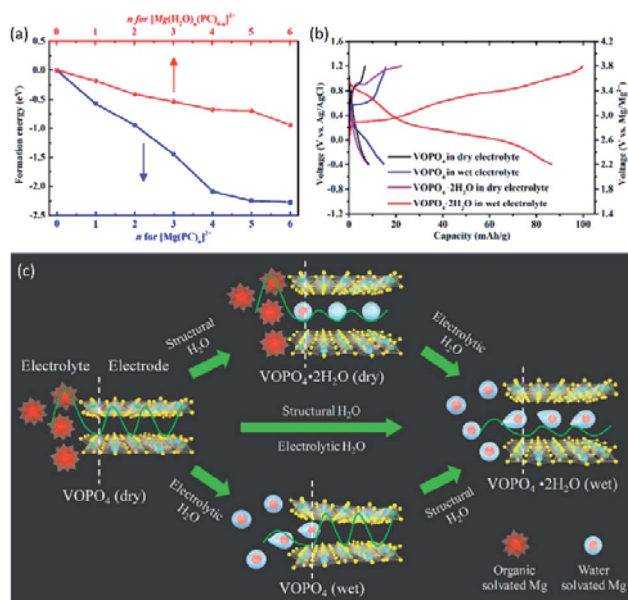 (a)
n for [Mg(H₂O)ₙ(PC)₆₋ₙ]²⁺
0 1 2 3 4 5 6
Formation energy (eV)
0.5
0.0
-0.5
-1.0
-1.5
-2.0
-2.5
0 1 2 3 4 5 6
n for [Mg(PC)ₙ]²⁺
(b)
Voltage (V vs. Ag/AgCl)
1.2
0.8
0.4
0.0
-0.4
-0.8
-1.2
VOPO₄ in dry electrolyte
VOPO₄ in wet electrolyte
VOPO₄·2H₂O in dry electrolyte
VOPO₄·2H₂O in wet electrolyte
0 20 40 60 80 100
Capacity (mAh/g)
4.2
3.8
3.4
3.0
2.6
2.2
1.8
1.4
Voltage (V vs. Mg/Mg²⁺)
(c)
Electrolyte
Electrode
VOPO₄ (dry)
Structural
H₂O
VOPO₄•2H₂O (dry)
Electrolytic
H₂O
Structural H₂O
Electrolytic H₂O
Electrolytic
H₂O
VOPO₄ (wet)
Structural
H₂O
VOPO₄ •2H₂O (wet)
Organic
solvated Mg
Water
solvated Mg